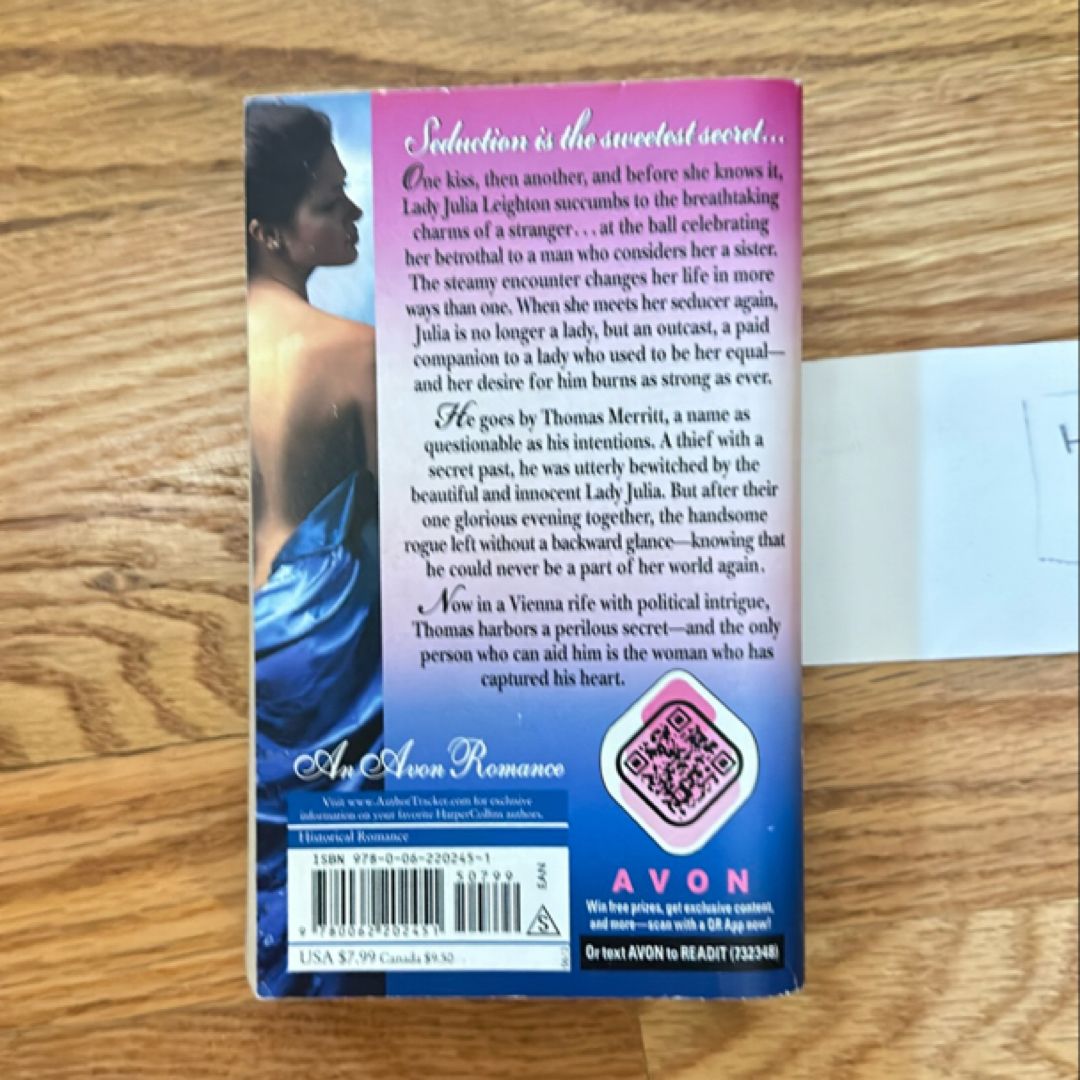 Seduction is the sweetest secret...
One kiss, then another, and before she knows it,
Lady Julia Leighton succumbs to the breathtaking
charms of a stranger...at the ball celebrating
her betrothal to a man who considers her a sister.
The steamy encounter changes her life in more
ways than one. When she meets her seducer again,
Julia is no longer a lady, but an outcast, a paid
companion to a lady who used to be her equal—
and her desire for him burns as strong as ever.
He goes by Thomas Merritt, a name as
questionable as his intentions. A thief with a
secret past, he was utterly bewitched by the
beautiful and innocent Lady Julia. But after their
one glorious evening together, the handsome
rogue left without a backward glance—knowing that
he could never be a part of her world again.
Now in a Vienna rife with political intrigue,
Thomas harbors a perilous secret—and the only
person who can aid him is the woman who has
captured his heart.
An Avon Romance
Visit www.AuthorTracker.com for exclusive
information on your favorite HarperCollins authors.
Historical Romance
ISBN 978-0-06-220245-1
50799
EAN
S
9 780062 202451
USA $7.99 Canada $9.50
AVON
Win free prizes, get exclusive content,
and more—scan with a QR App now!
Or text AVON to READIT (732348)
H